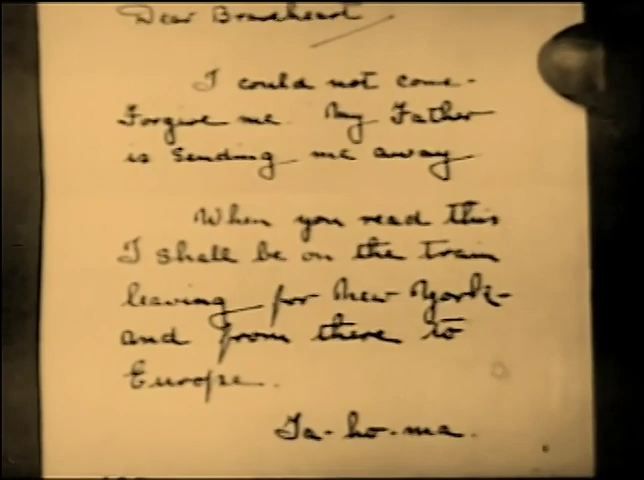 Dear Braveheart
I could not come-
Forgive me My Father
is sending me away
When you read this
I shall be on the train
leaving for New York-
and from there to
Europe.
Ta-ho-ma.